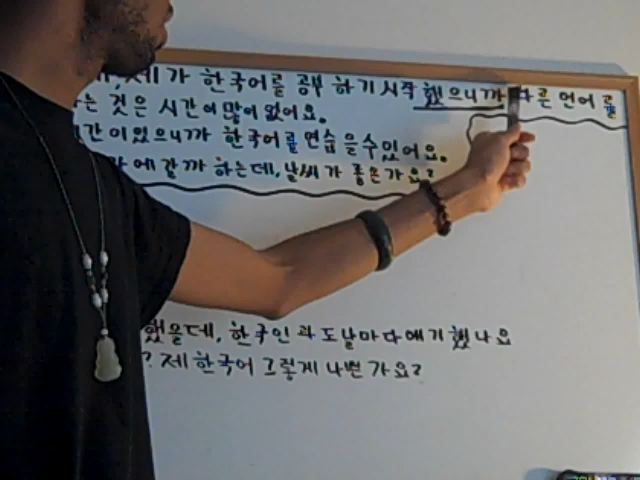 제가 한국어를 공부 하기 시작 했으니까 다른 언어를
는 것은 시간이 많이 없어요.
간이 있으니까 한국어를 연습 을 수 있어요.
에 갈까 하는데, 날씨가 좋은가요?
했을데, 한국인과도 날마다 얘기 했나요
? 제 한국어 그렇게 나쁜가요?